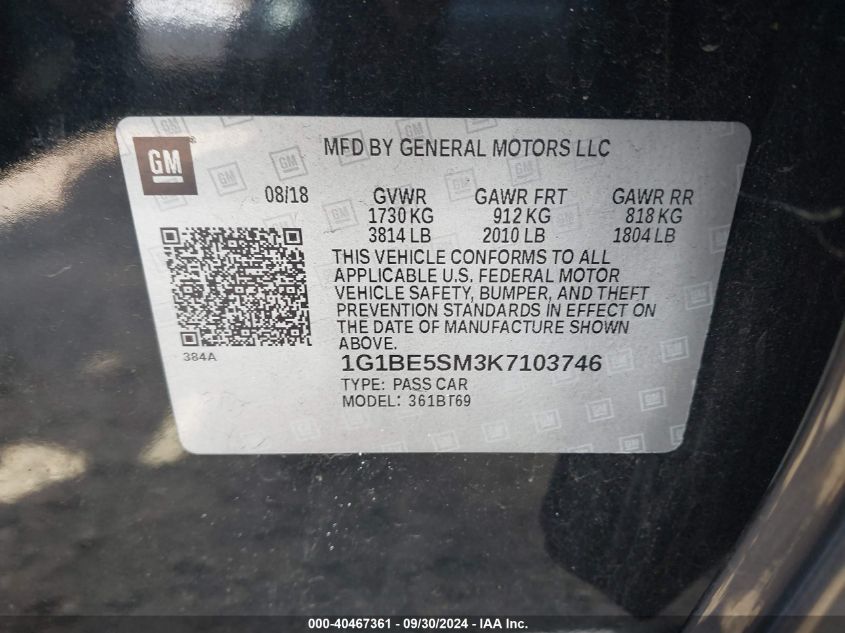 GM
MFD BY GENERAL MOTORS LLC
08/18 GVWR GAWR FRT GAWR RR
1730 KG 912 KG 818 KG
3814 LB 2010 LB 1804 LB
THIS VEHICLE CONFORMS TO ALL
APPLICABLE U.S. FEDERAL MOTOR
VEHICLE SAFETY, BUMPER, AND THEFT
PREVENTION STANDARDS IN EFFECT ON
THE DATE OF MANUFACTURE SHOWN
ABOVE.
384A
1G1BE5SM3K7103746
TYPE: PASS CAR
MODEL: 361BT69
000-40467361 - 09/30/2024 - IAA Inc.